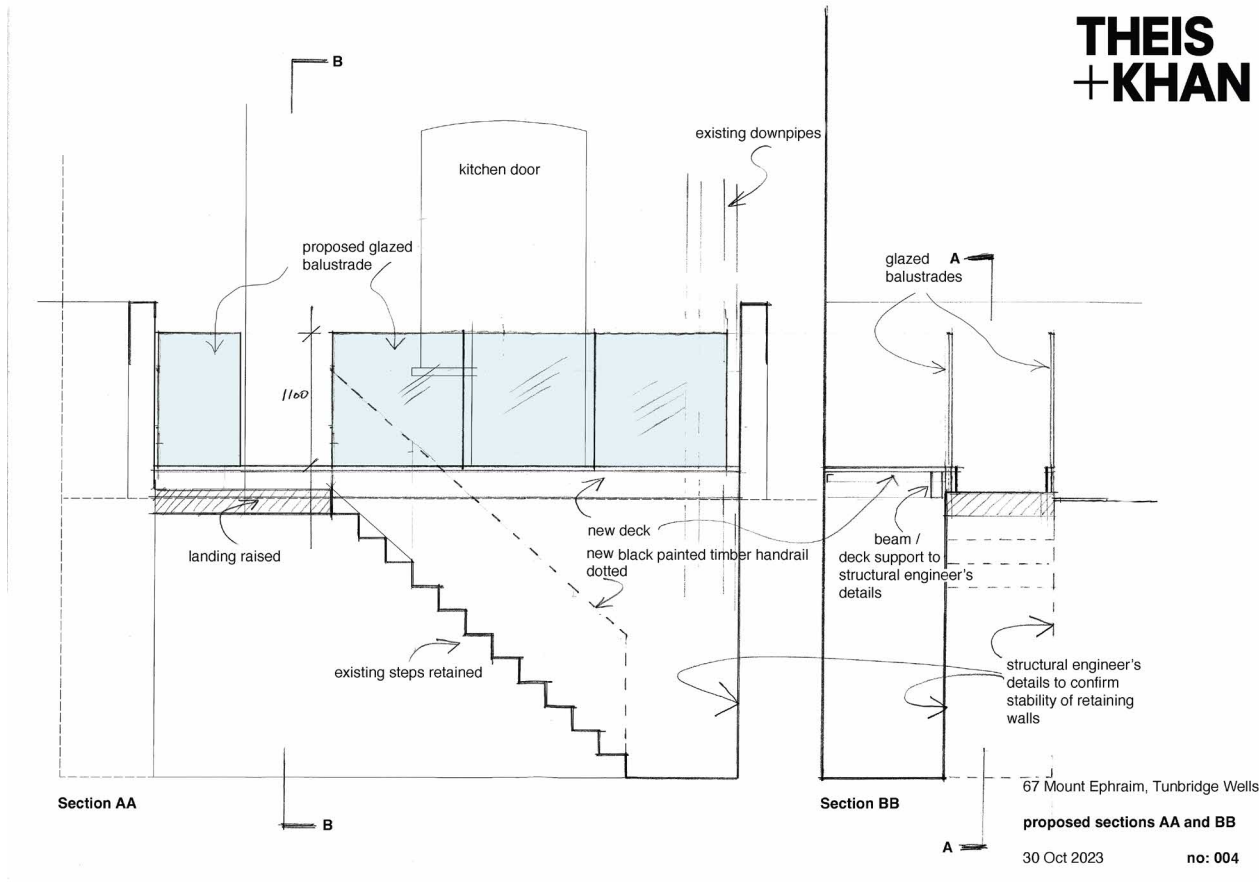 THEIS
+KHAN
B
existing downpipes
kitchen door
proposed glazed
balustrade
glazed
balustrades
A
1100
new deck
new black painted timber handrail
dotted
landing raised
beam /
deck support to
structural engineer's
details
existing steps retained
structural engineer's
details to confirm
stability of retaining
walls
Section AA
B
Section BB
A
67 Mount Ephraim, Tunbridge Wells
proposed sections AA and BB
30 Oct 2023
no: 004